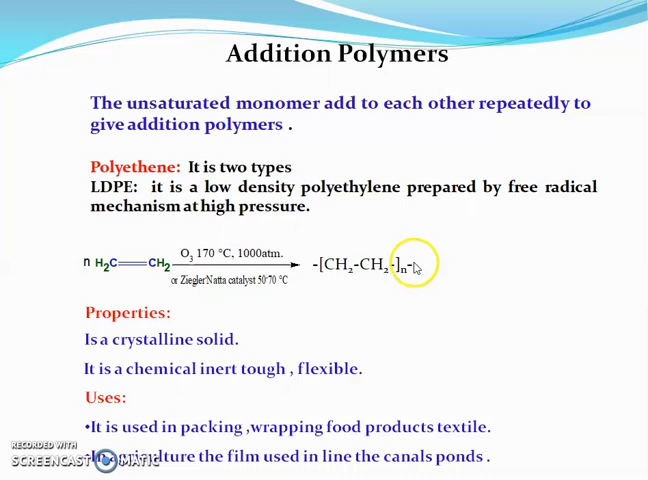 Addition Polymers
The unsaturated monomer add to each other repeatedly to
give addition polymers .
Polyethene: It is two types
LDPE: it is a low density polyethylene prepared by free radical
mechanism at high pressure.
n H2C═CH2 O3 170 °C, 1000atm. -[CH2-CH2-]n-
or ZieglerNatta catalyst 50-70 °C
Properties:
Is a crystalline solid.
It is a chemical inert tough , flexible.
Uses:
•It is used in packing ,wrapping food products textile.
RECORDED WITH
•In agriculture the film used in line the canals ponds .
SCREENCAST MATIC